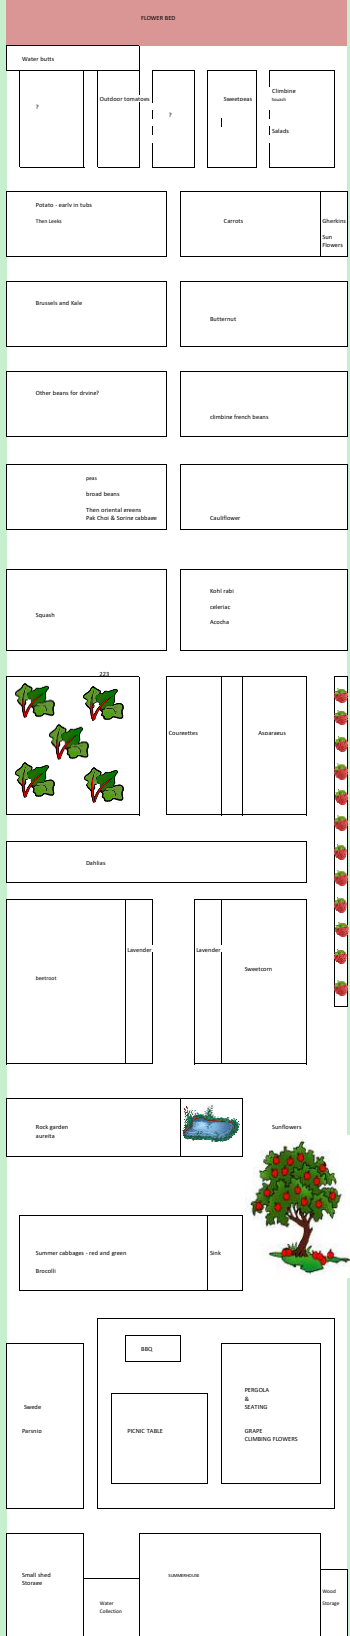 FLOWER BED
Water butts
?
Outdoor tomatoes
?
Sweetpeas
Climbing
Squash
Salads
Potato - early in tubs
Then Leeks
Carrots
Gherkins
Sun
Flowers
Brussels and Kale
Butternut
Other beans for drying?
climbing french beans
peas
broad beans
Then oriental greens
Pak Choi & Spring cabbage
Cauliflower
Squash
Kohl rabi
celeriac
Acocha
223
Courgettes
Asparagus
Dahlias
beetroot
Lavender
Lavender
Sweetcorn
Rock garden
Sunflowers
Summer cabbages - red and green
Brocolli
Sink
BBQ
Swede
Parsnip
PICNIC TABLE
PERGOLA
&
SEATING
GRAPE
CLIMBING FLOWERS
Small shed
Storage
Water
Collection
SUMMERHOUSE
Wood
Storage